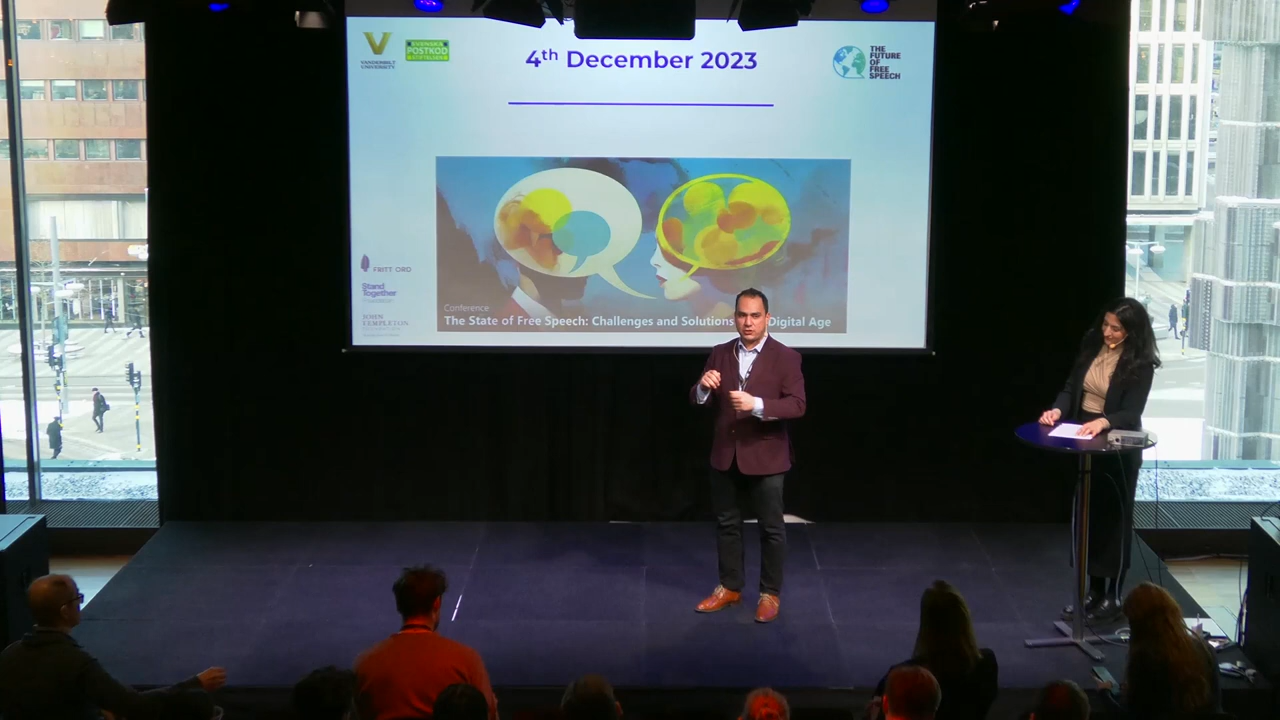 V
VANDERBILT
UNIVERSITY
SVENSKA
POSTKOD
STIFTELSEN
4th December 2023
THE
FUTURE
OF
FREE
SPEECH
FRITT ORD
Stand
Together
JOHN
TEMPLETON
Conference
The State of Free Speech: Challenges and Solutions Digital Age